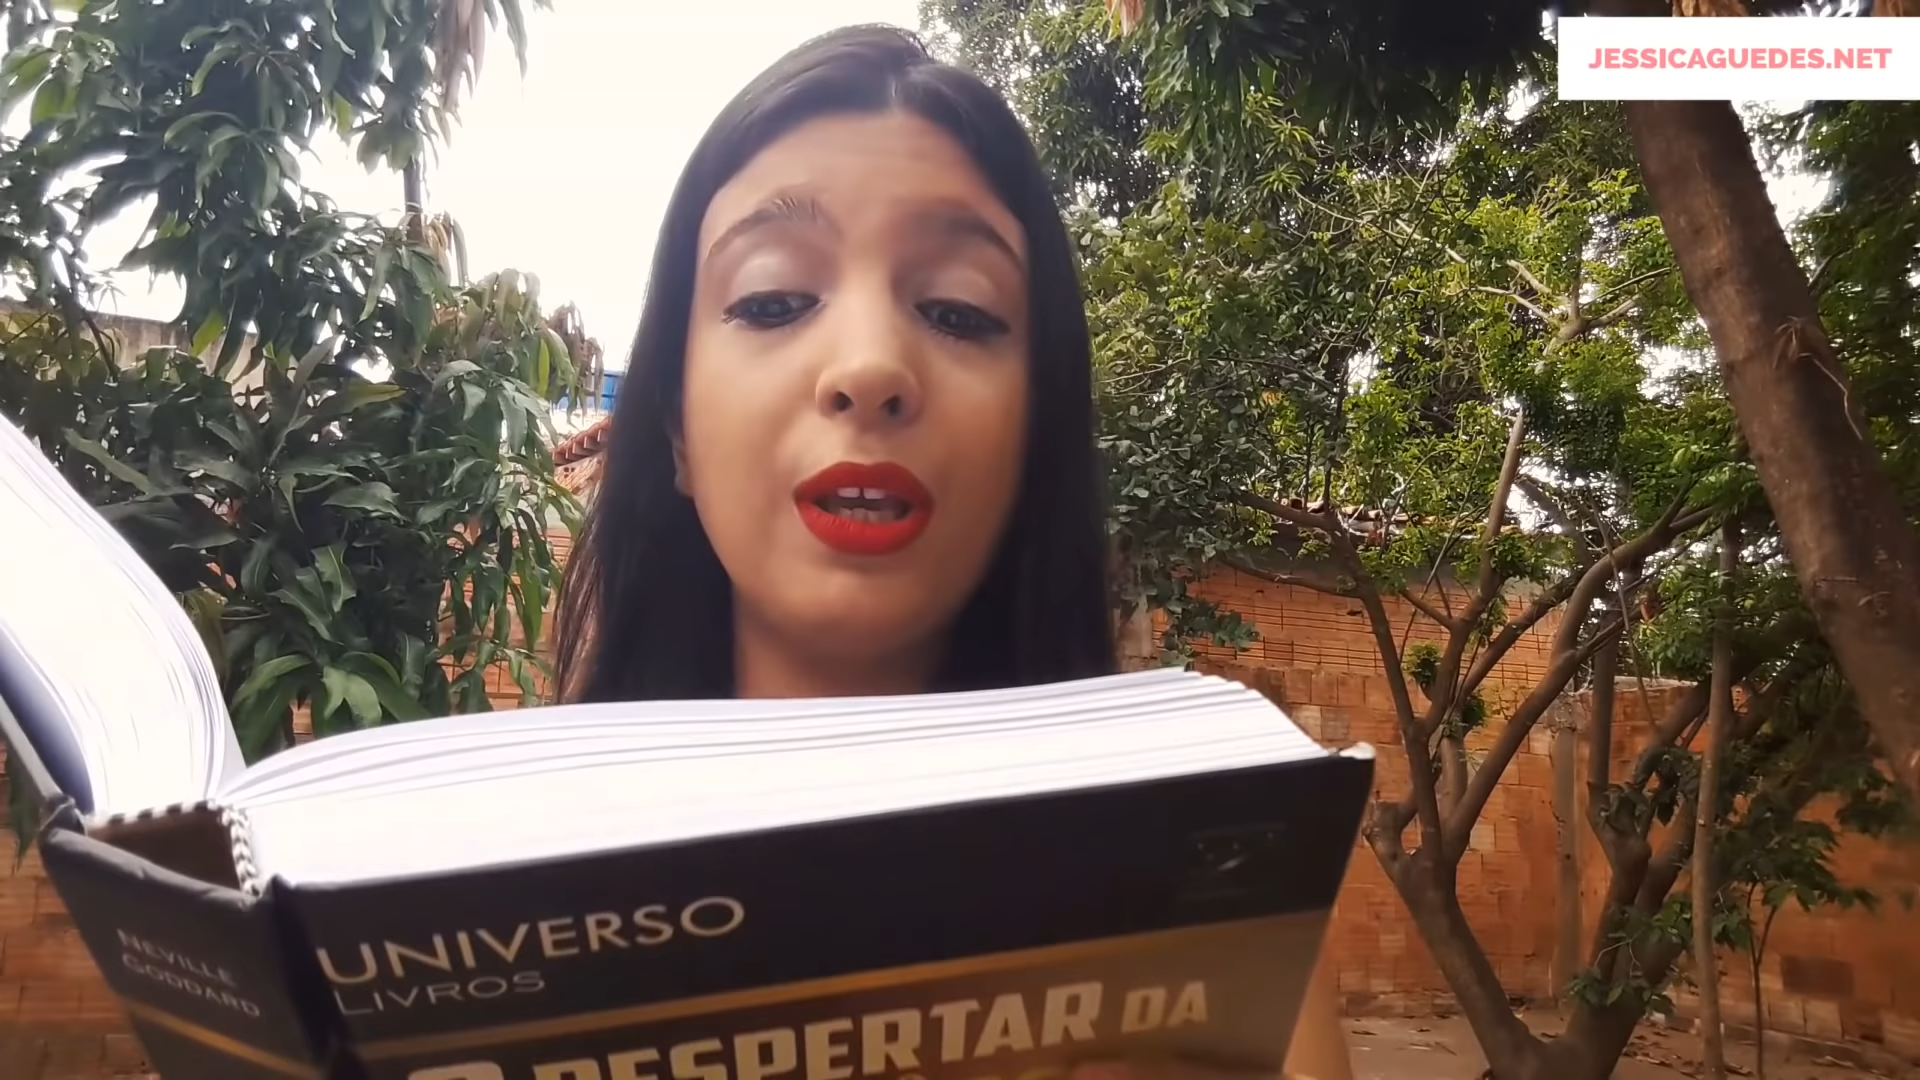 JESSICAGUEDES.NET
NEVILLE
GODDARD
UNIVERSO
LIVROS
O DESPERTAR DA